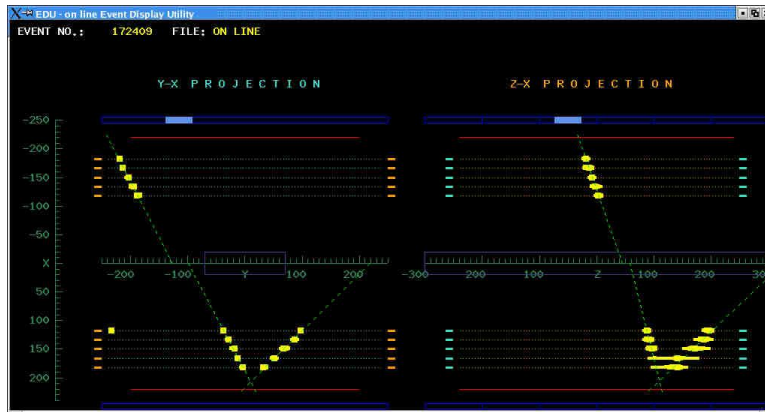 EDU - on line Event Display Utility
EVENT NO.: 172409 FILE: ON LINE
Y-X PROJECTION
Z-X PROJECTION
-250
-200
-150
-100
-50
X
50
100
150
200
-200 -100 Y 100 200
-300 200 100 Z 100 200 300